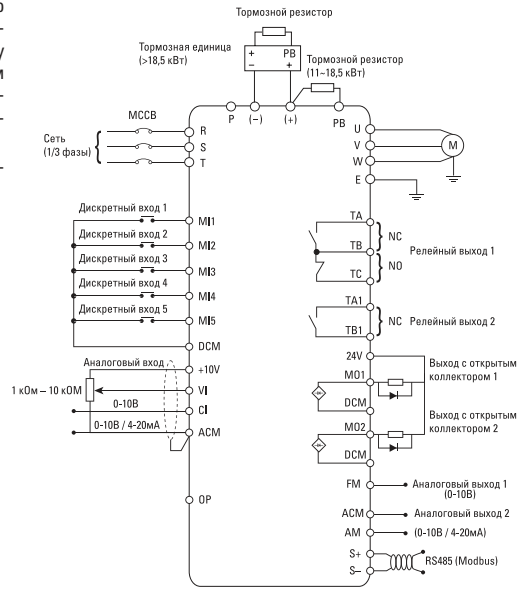 Тормозной резистор
Тормозная единица
(>18,5 кВт)
+ PB
– +
Тормозной резистор
(11~18,5 кВт)
P (–) (+) PB
MCCB
Сеть
(1/3 фазы)
R
S
T
U
V
W
E
M
Дискретный вход 1
MI1
Дискретный вход 2
MI2
Дискретный вход 3
MI3
Дискретный вход 4
MI4
Дискретный вход 5
MI5
DCM
Аналоговый вход
+10V
1 кОм – 10 кОМ
VI
0-10В
CI
0-10В / 4-20мА
ACM
OP
TA
NC
TB
Релейный выход 1
NO
TC
TA1
NC Релейный выход 2
TB1
24V
MO1
Выход с открытым
коллектором 1
DCM
MO2
Выход с открытым
коллектором 2
DCM
FM
Аналоговый выход 1
(0-10В)
ACM
Аналоговый выход 2
AM
(0-10В / 4-20мА)
S+
S–
RS485 (Modbus)